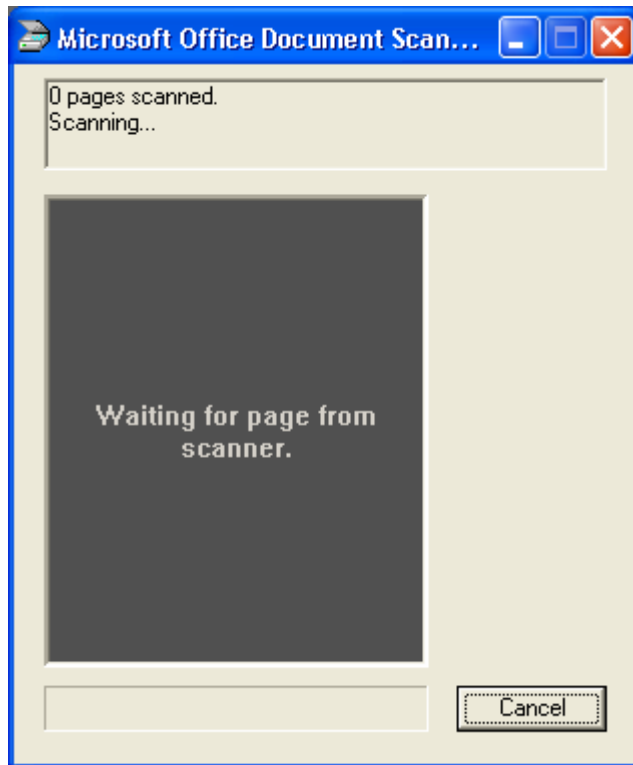 Microsoft Office Document Scan...
0 pages scanned.
Scanning...
Waiting for page from
scanner.
Cancel